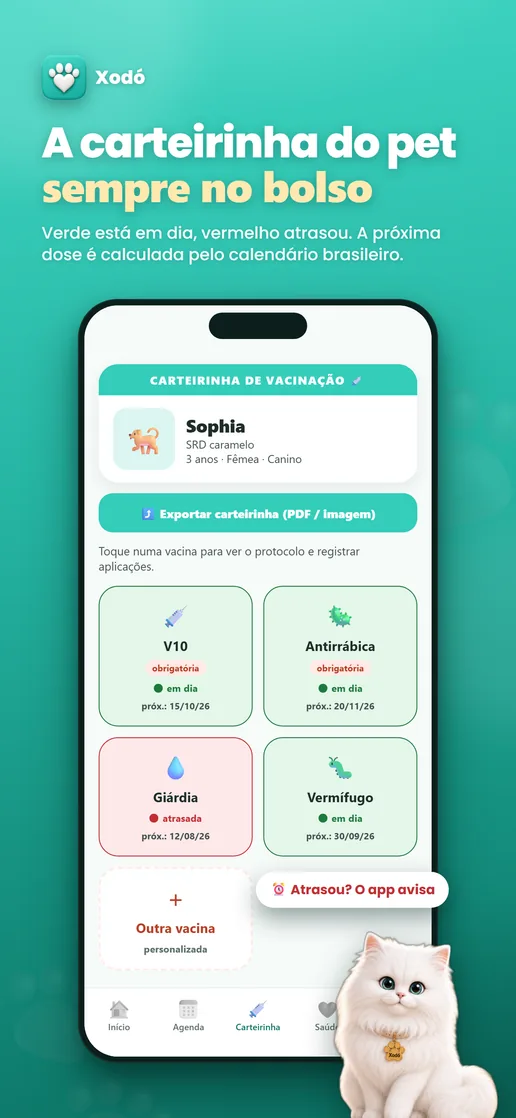 Xodó
A carteirinha do pet
sempre no bolso
Verde está em dia, vermelho atrasou. A próxima
dose é calculada pelo calendário brasileiro.
CARTEIRINHA DE VACINAÇÃO
Sophia
SRD caramelo
3 anos · Fêmea · Canino
Exportar carteirinha (PDF / imagem)
Toque numa vacina para ver o protocolo e registrar
aplicações.
V10
obrigatória
em dia
próx.: 15/10/26
Antirrábica
obrigatória
em dia
próx.: 20/11/26
Giárdia
atrasada
próx.: 12/08/26
Vermífugo
em dia
próx.: 30/09/26
+
Outra vacina
personalizada
Atrasou? O app avisa
Início
Agenda
Carteirinha
Saúd
Xodó